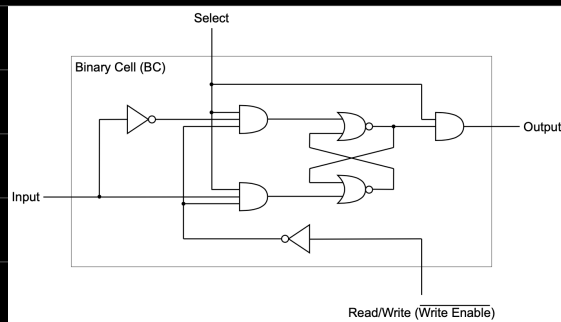 Select
Binary Cell (BC)
Output
Input
Read/Write (Write Enable)